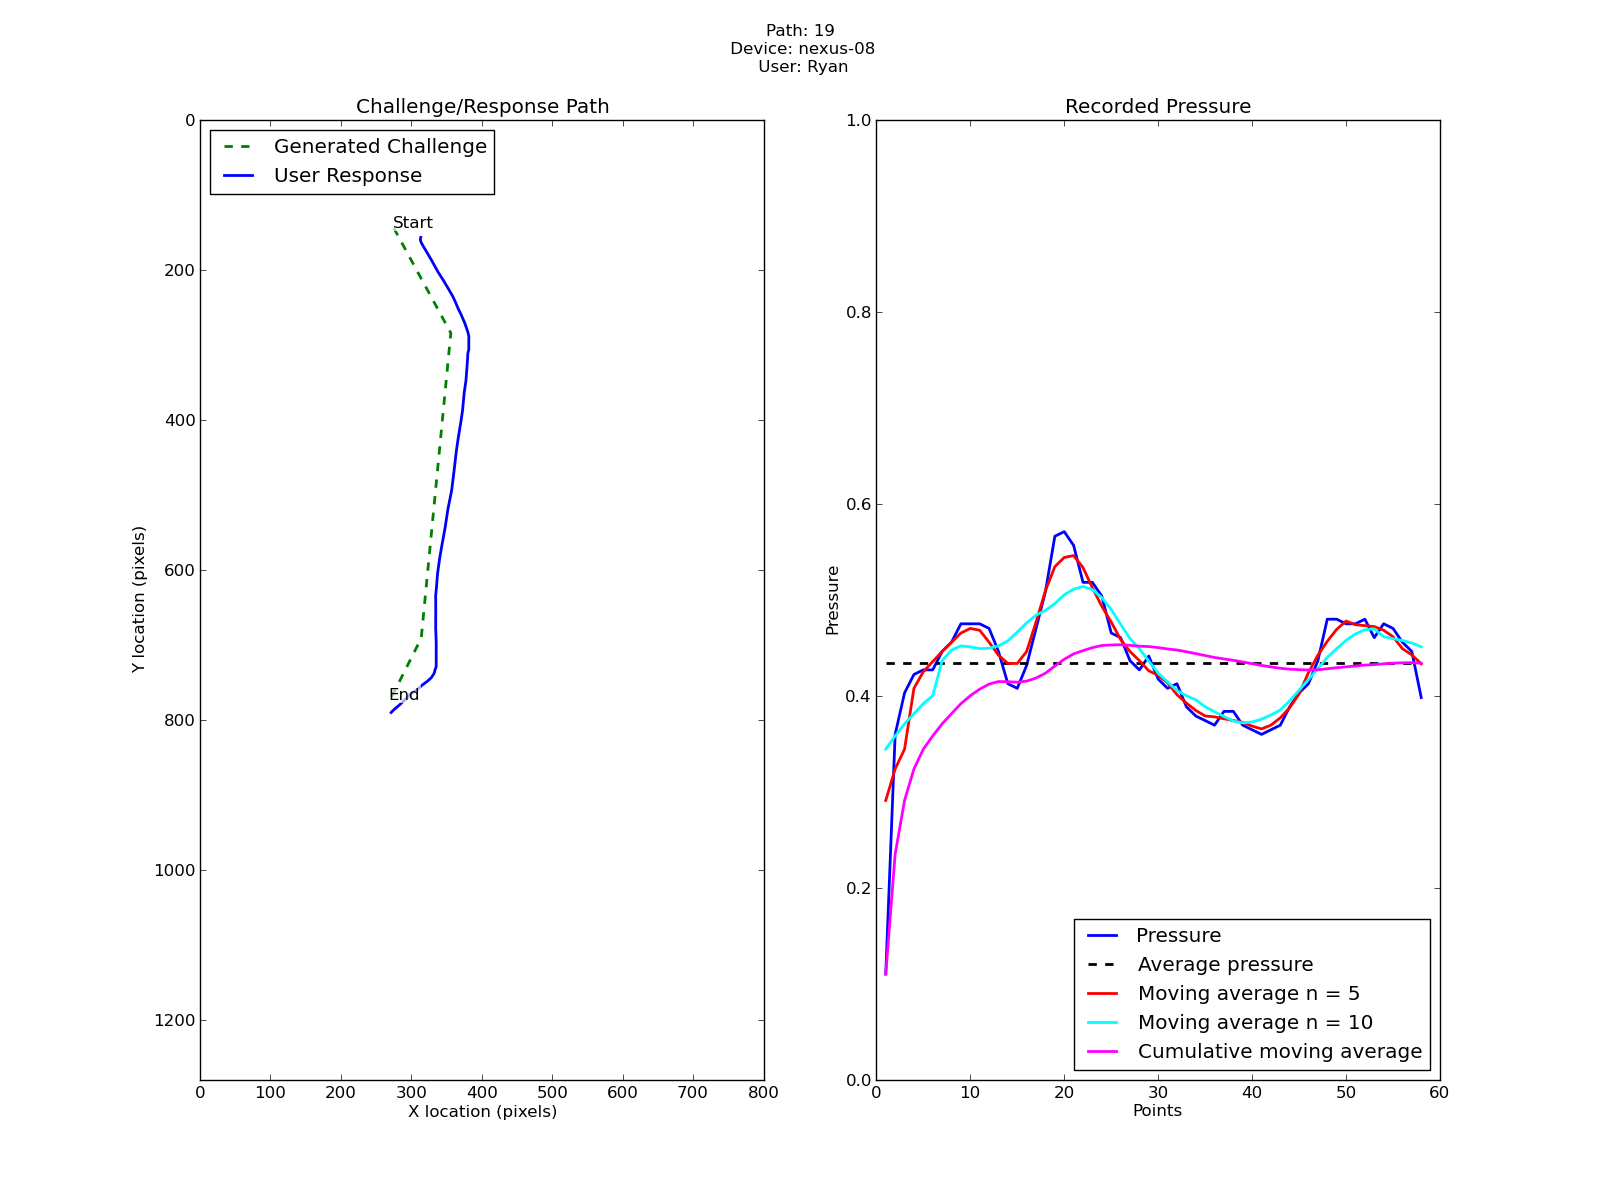 Path: 19
Device: nexus-08
User: Ryan
Challenge/Response Path
0
200
400
600
800
1000
1200
Y location (pixels)
Generated Challenge
User Response
Start
End
0 100 200 300 400 500 600 700 800
X location (pixels)
Recorded Pressure
1.0
0.8
0.6
0.4
0.2
0.0
Pressure
Pressure
Average pressure
Moving average n = 5
Moving average n = 10
Cumulative moving average
0 10 20 30 40 50 60
Points